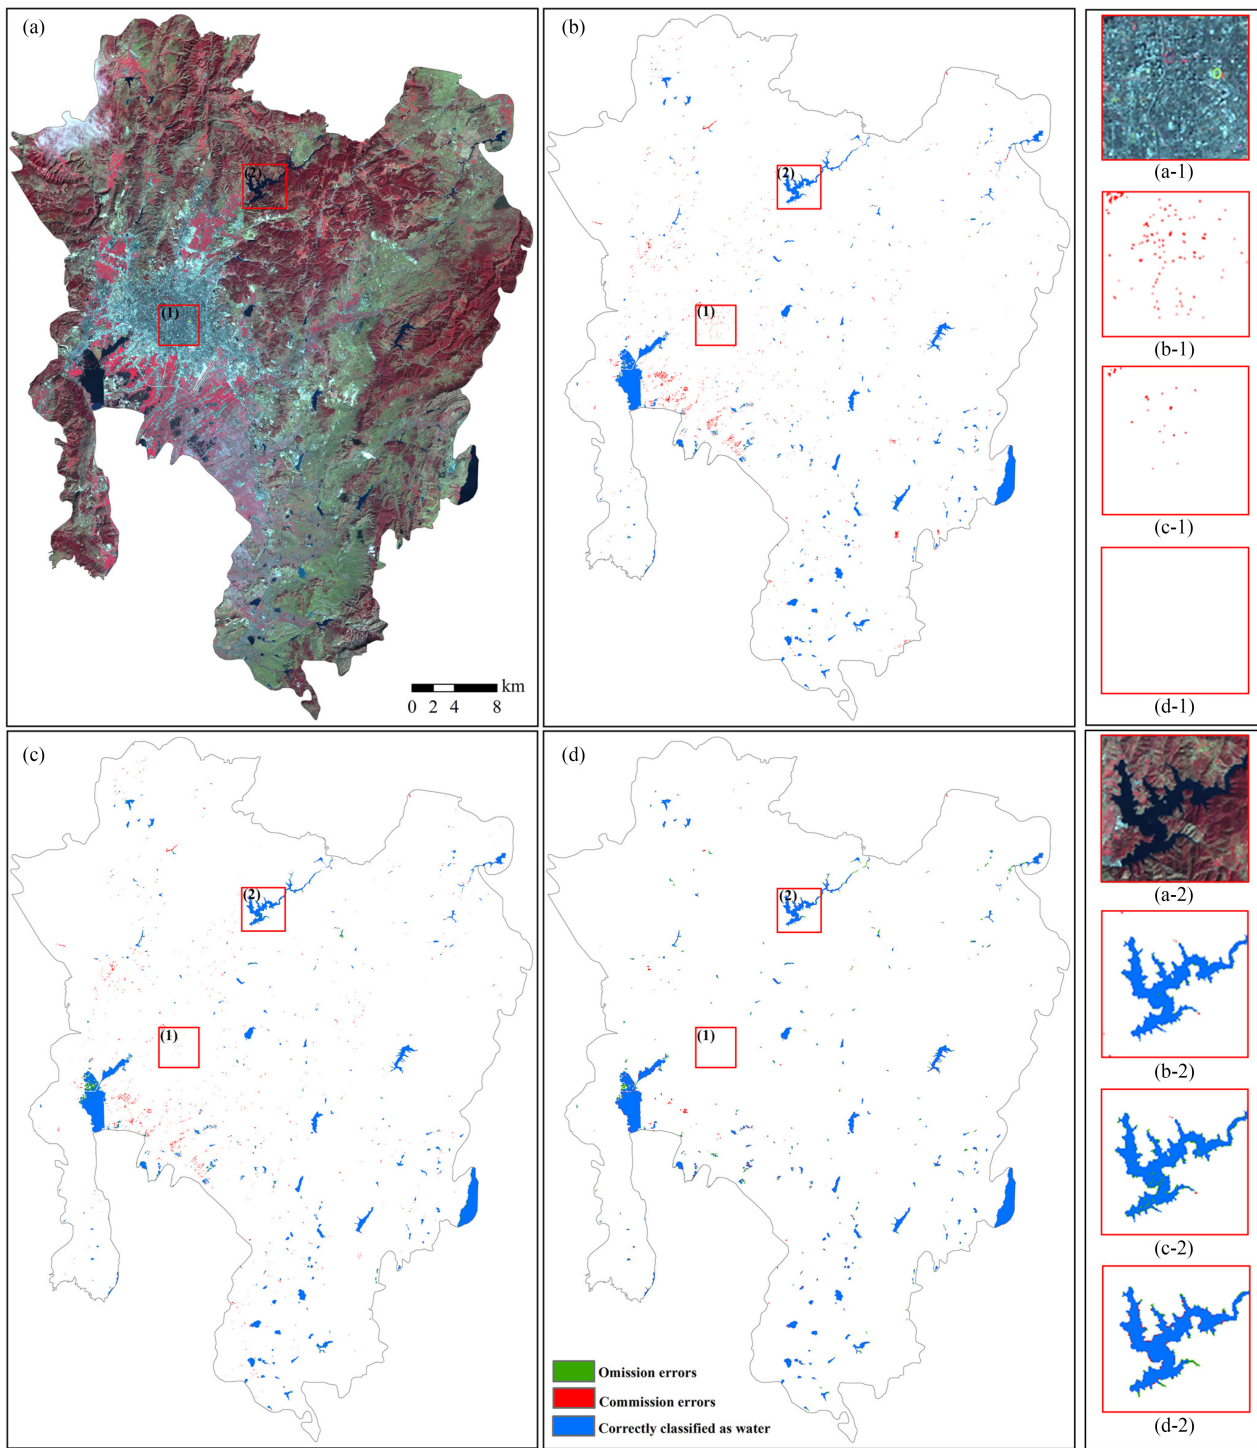 (a)
(2)
(1)
km
0 2 4 8
(b)
(2)
(1)
(a-1)
(b-1)
(c-1)
(d-1)
(c)
(2)
(1)
(d)
(2)
(1)
Omission errors
Commission errors
Correctly classified as water
(a-2)
(b-2)
(c-2)
(d-2)